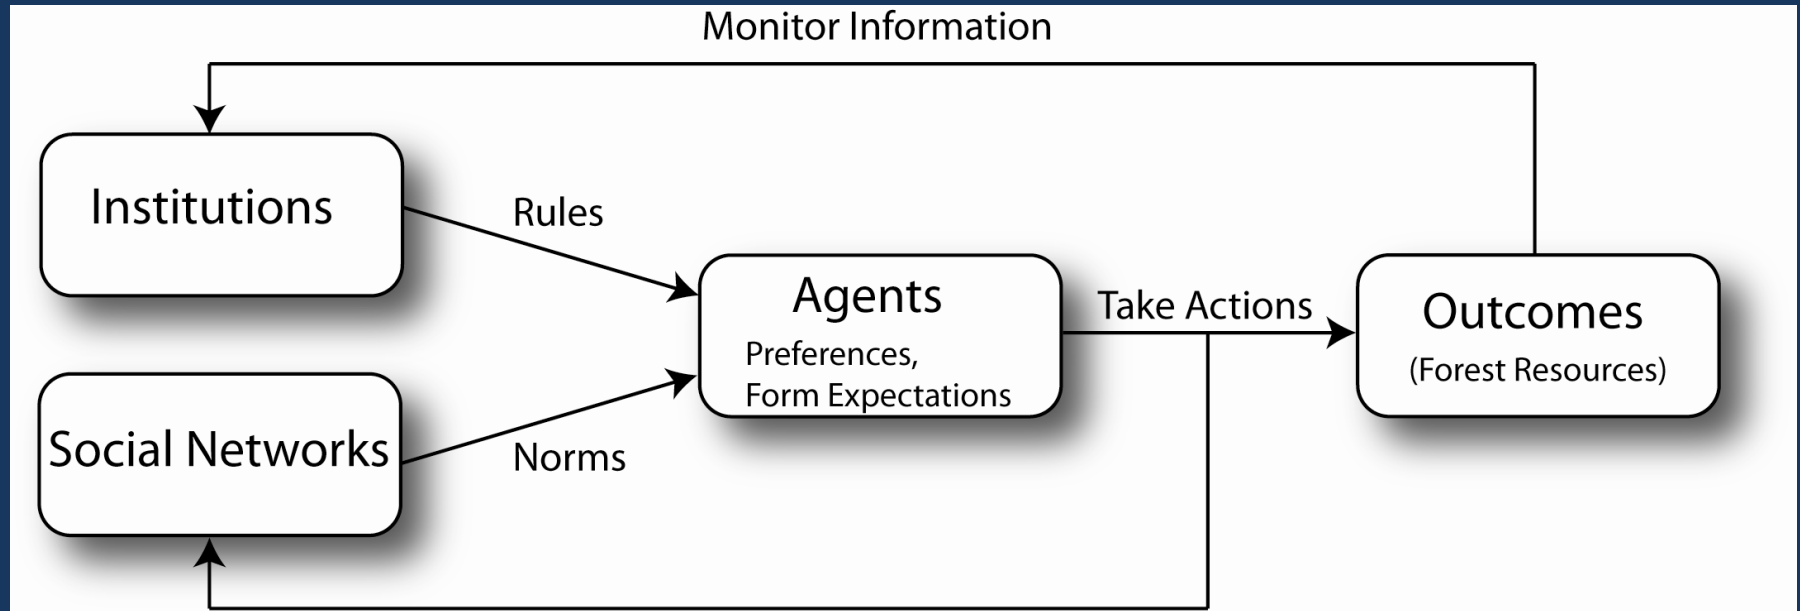 Monitor Information
Institutions
Rules
Agents
Preferences,
Form Expectations
Take Actions
Outcomes
(Forest Resources)
Social Networks
Norms